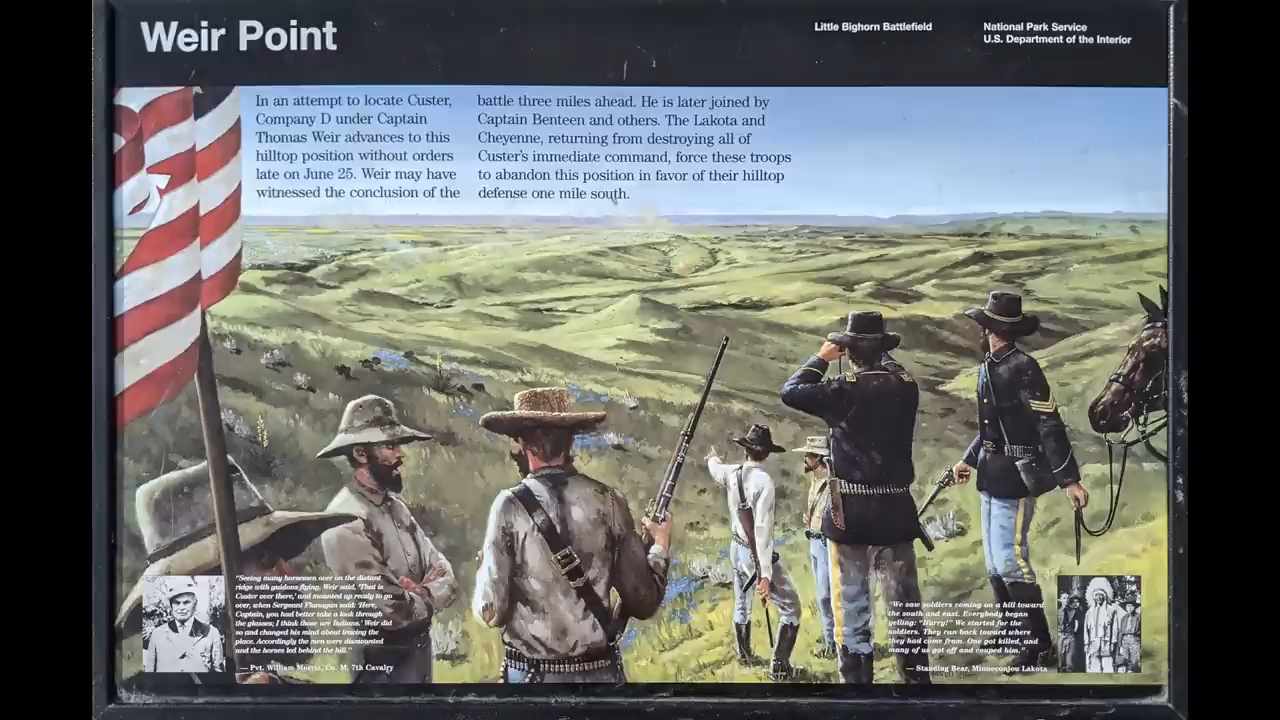 Weir Point
Little Bighorn Battlefield
National Park Service
U.S. Department of the Interior
In an attempt to locate Custer,
Company D under Captain
Thomas Weir advances to this
hilltop position without orders
late on June 25. Weir may have
witnessed the conclusion of the
battle three miles ahead. He is later joined by
Captain Benteen and others. The Lakota and
Cheyenne, returning from destroying all of
Custer's immediate command, force these troops
to abandon this position in favor of their hilltop
defense one mile south.
"Seeing many horsemen over on the distant
ridge with guidons flying, Weir said, 'That is
Custer over there,' and mounted up ready to go
over, when Sergeant Flanagan said: 'Here,
Captain, you had better take a look through
the glasses; I think those are Indians.' Weir did
so and changed his mind about leaving the
place. Accordingly the men were dismounted
and the horses led behind the hill."
— Pvt. William Morris, Co. M, 7th Cavalry
"We saw soldiers coming on a hill toward
the south and east. Everybody began
yelling: "Hurry!" We started for the
soldiers. They ran back toward where
they had come from. One got killed, and
many of us got off and couped him."
— Standing Bear, Minneconjou Lakota